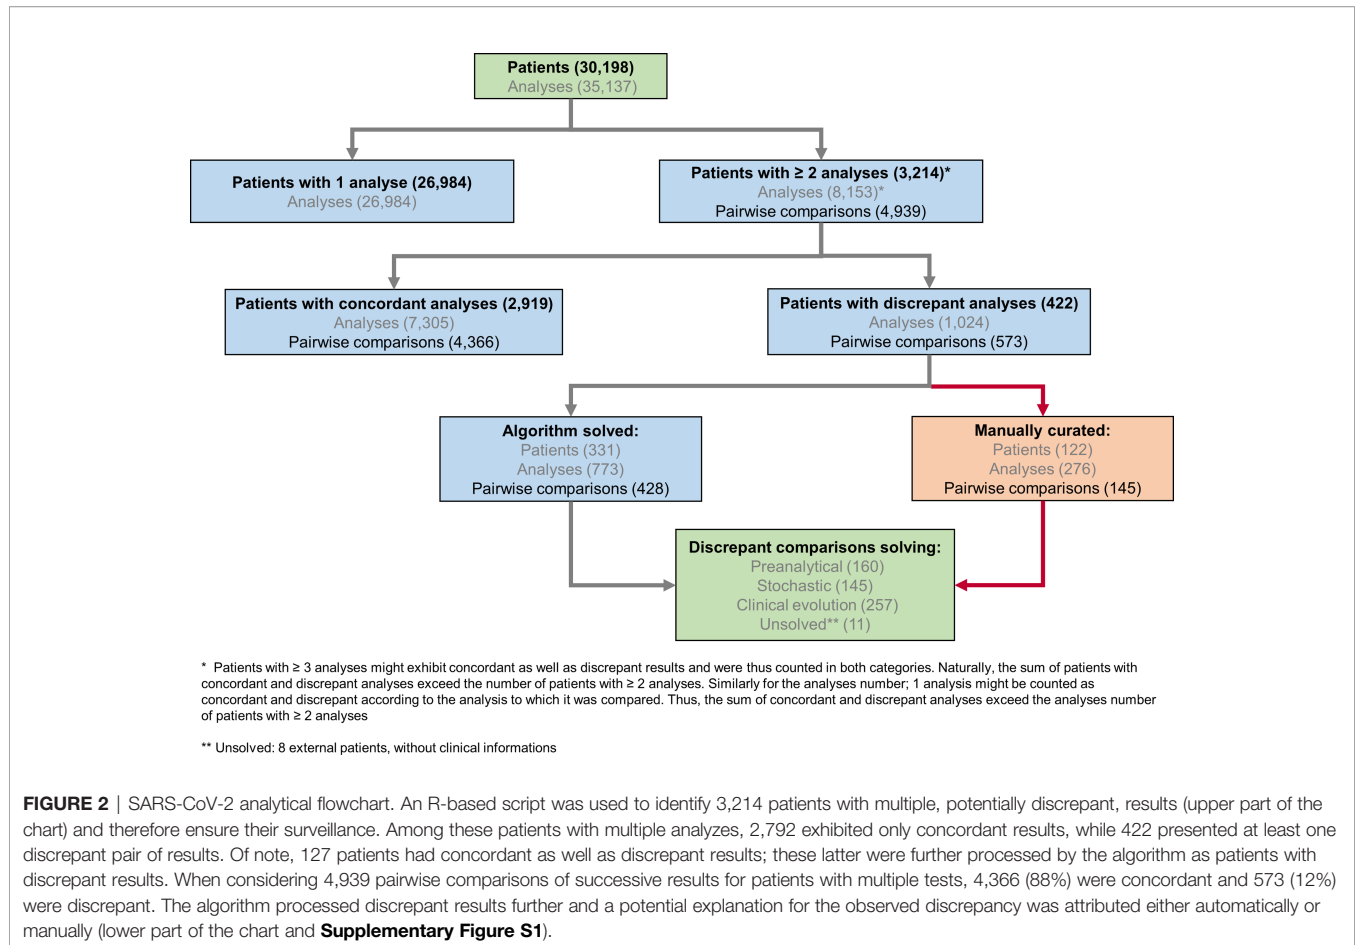 Patients (30,198)
Analyses (35,137)
Patients with 1 analyse (26,984)
Analyses (26,984)
Patients with ≥ 2 analyses (3,214)*
Analyses (8,153)*
Pairwise comparisons (4,939)
Patients with concordant analyses (2,919)
Analyses (7,305)
Pairwise comparisons (4,366)
Patients with discrepant analyses (422)
Analyses (1,024)
Pairwise comparisons (573)
Algorithm solved:
Patients (331)
Analyses (773)
Pairwise comparisons (428)
Manually curated:
Patients (122)
Analyses (276)
Pairwise comparisons (145)
Discrepant comparisons solving:
Preanalytical (160)
Stochastic (145)
Clinical evolution (257)
Unsolved** (11)
* Patients with ≥ 3 analyses might exhibit concordant as well as discrepant results and were thus counted in both categories. Naturally, the sum of patients with
concordant and discrepant analyses exceed the number of patients with ≥ 2 analyses. Similarly for the analyses number; 1 analysis might be counted as
concordant and discrepant according to the analysis to which it was compared. Thus, the sum of concordant and discrepant analyses exceed the analyses number
of patients with ≥ 2 analyses
** Unsolved: 8 external patients, without clinical informations
FIGURE 2 | SARS-CoV-2 analytical flowchart. An R-based script was used to identify 3,214 patients with multiple, potentially discrepant, results (upper part of the
chart) and therefore ensure their surveillance. Among these patients with multiple analyzes, 2,792 exhibited only concordant results, while 422 presented at least one
discrepant pair of results. Of note, 127 patients had concordant as well as discrepant results; these latter were further processed by the algorithm as patients with
discrepant results. When considering 4,939 pairwise comparisons of successive results for patients with multiple tests, 4,366 (88%) were concordant and 573 (12%)
were discrepant. The algorithm processed discrepant results further and a potential explanation for the observed discrepancy was attributed either automatically or
manually (lower part of the chart and Supplementary Figure S1).